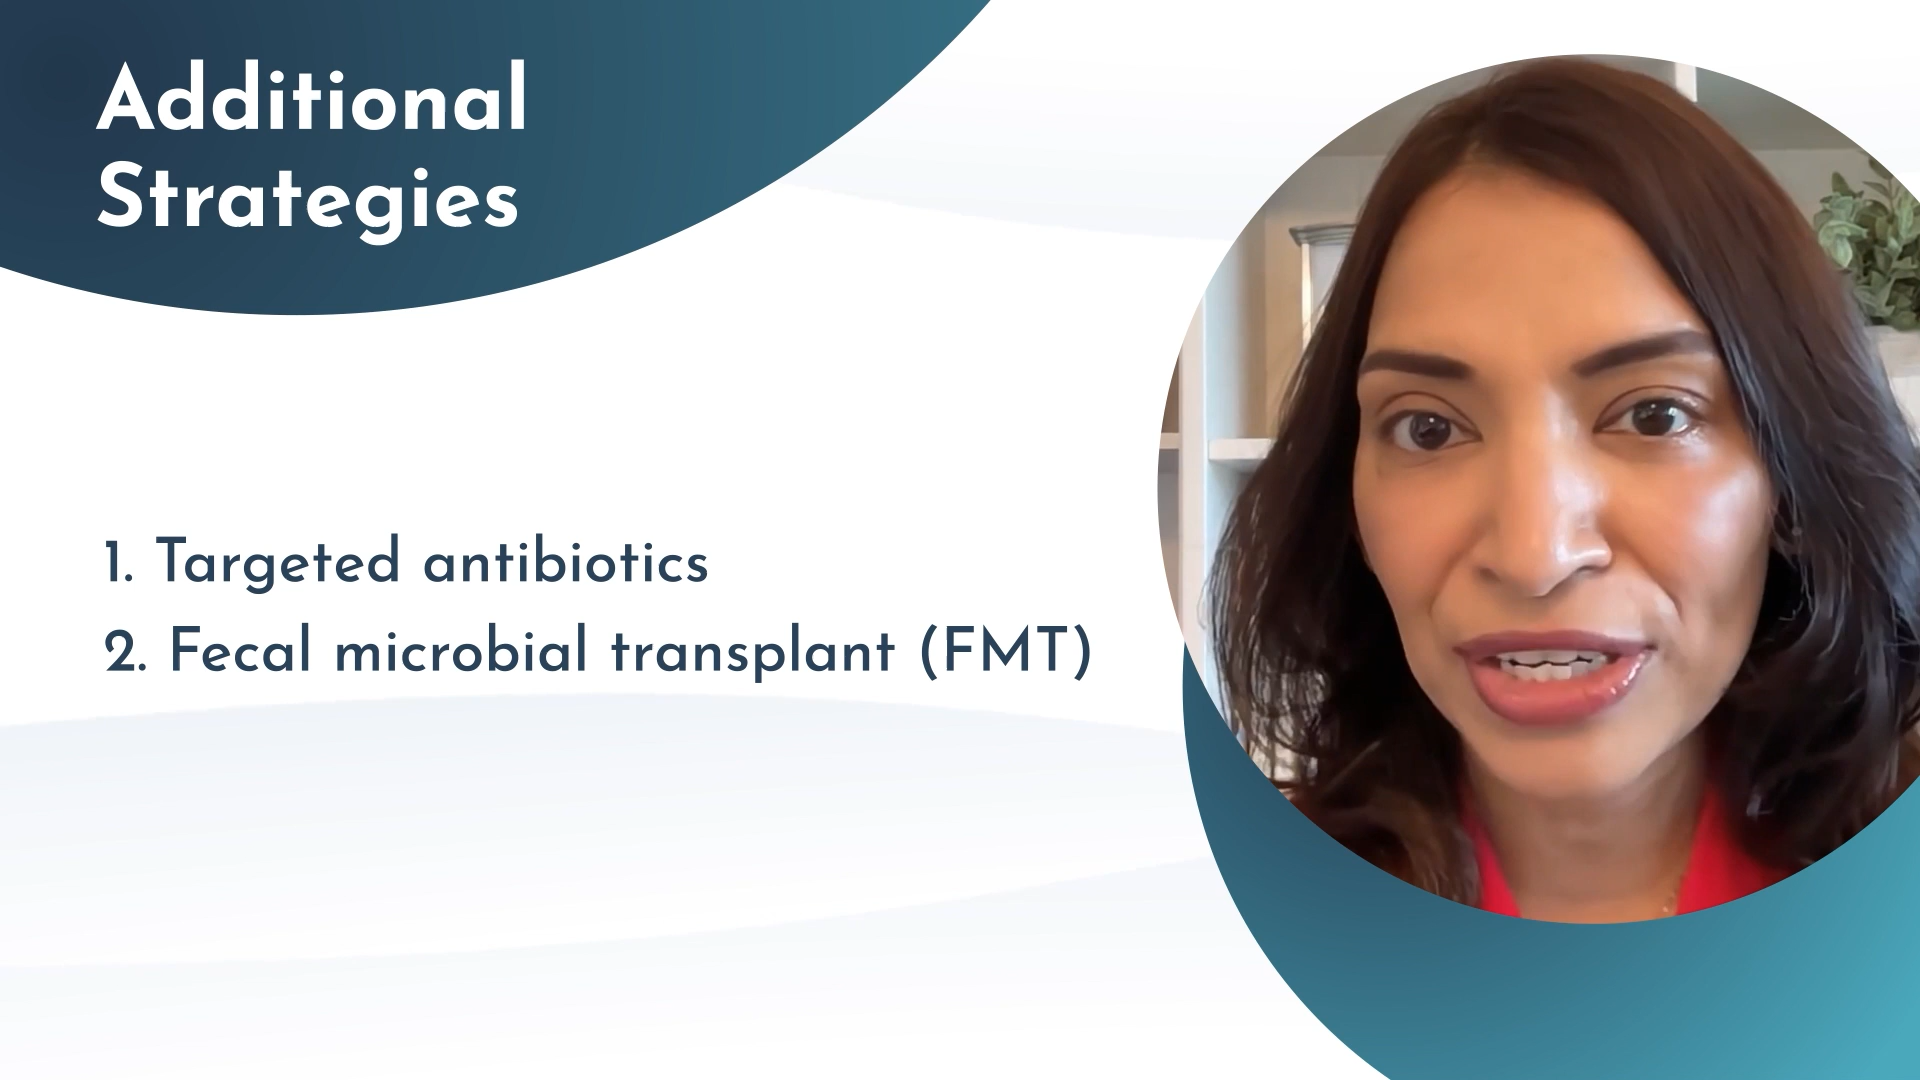 Additional
Strategies
1. Targeted antibiotics
2. Fecal microbial transplant (FMT)